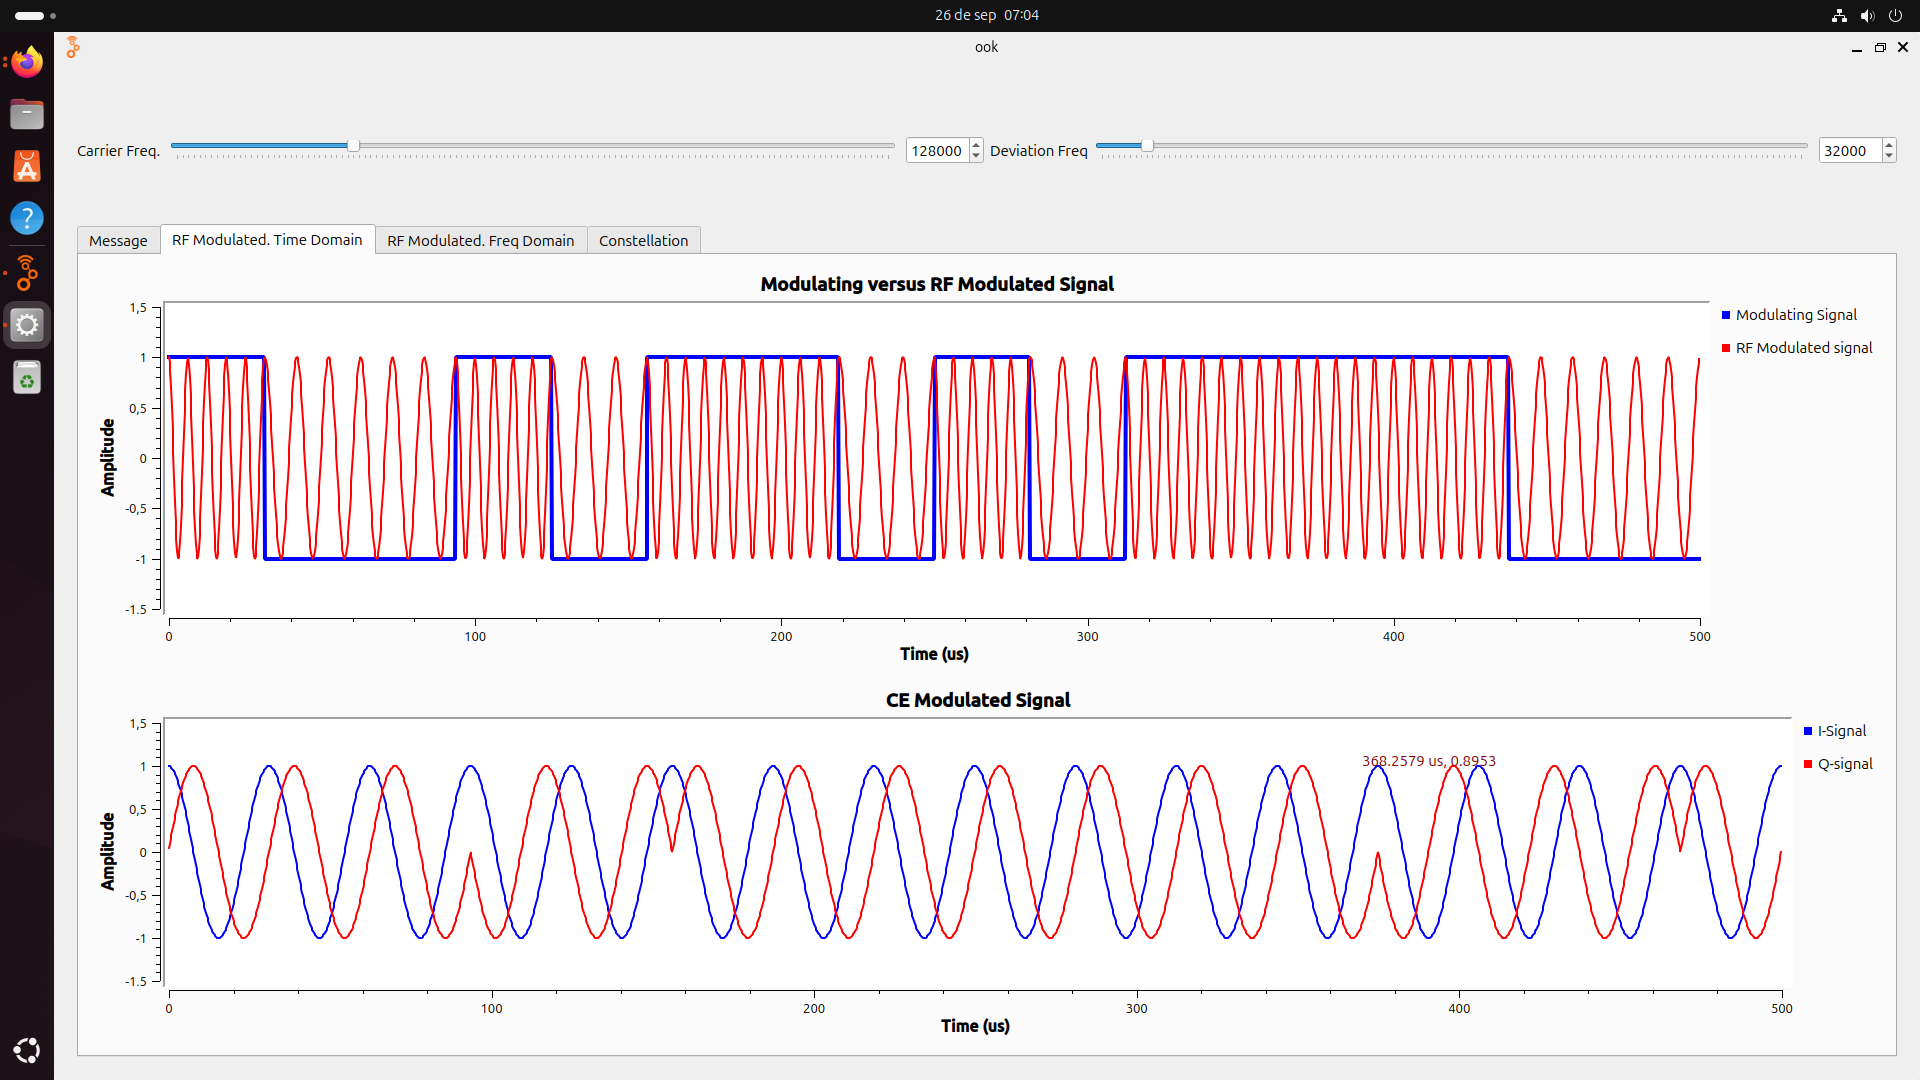 26 de sep 07:04
ook
Carrier Freq.
128000
Deviation Freq
32000
Message
RF Modulated. Time Domain
RF Modulated. Freq Domain
Constellation
Modulating versus RF Modulated Signal
1,5
1
0,5
0
-0,5
-1
-1.5
Amplitude
0 100 200 300 400 500
Time (us)
Modulating Signal
RF Modulated signal
CE Modulated Signal
1,5
1
0,5
0
-0,5
-1
-1.5
Amplitude
368.2579 us, 0.8953
0 100 200 300 400 500
Time (us)
I-Signal
Q-signal